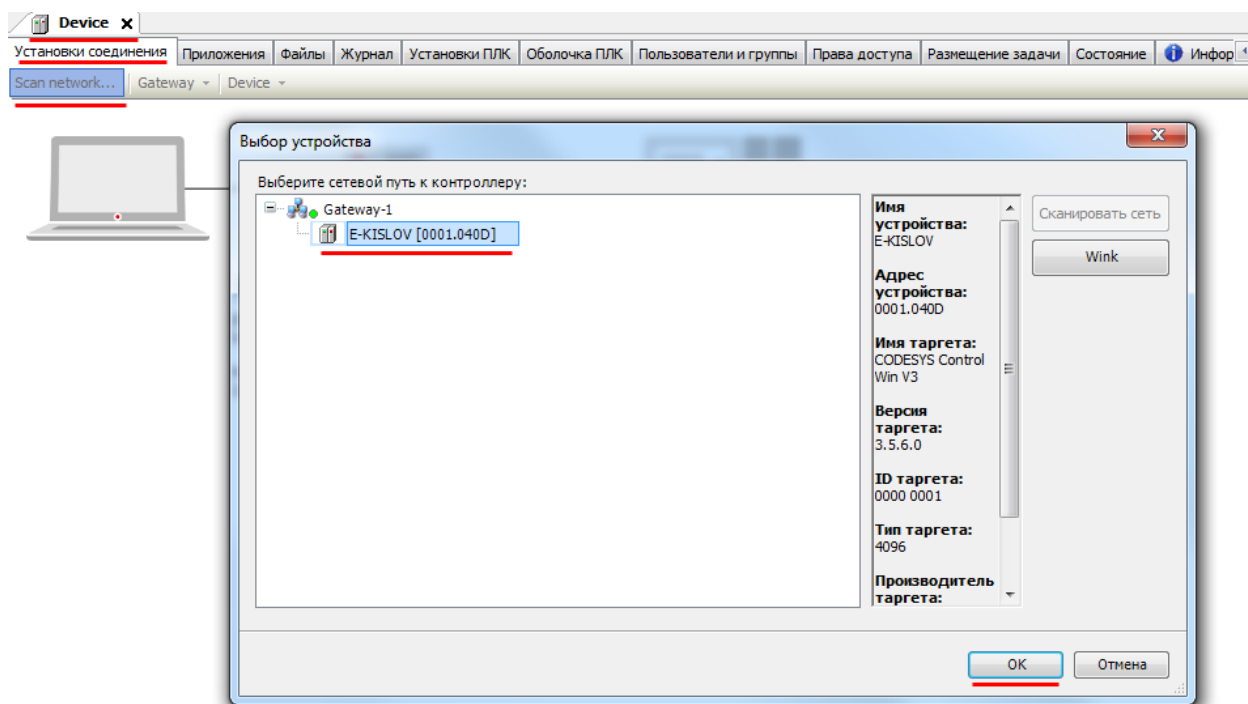 Device x
Установки соединения Приложения Файлы Журнал Установки ПЛК Оболочка ПЛК Пользователи и группы Права доступа Размещение задачи Состояние Инфор
Scan network... Gateway Device
Выбор устройства
Выберите сетевой путь к контроллеру:
Gateway-1
E-KISLOV [0001.040D]
Имя
устройства:
E-KISLOV
Адрес
устройства:
0001.040D
Имя таргета:
CODESYS Control
Win V3
Версия
таргета:
3.5.6.0
ID таргета:
0000 0001
Тип таргета:
4096
Производитель
таргета:
Сканировать сеть
Wink
OK Отмена